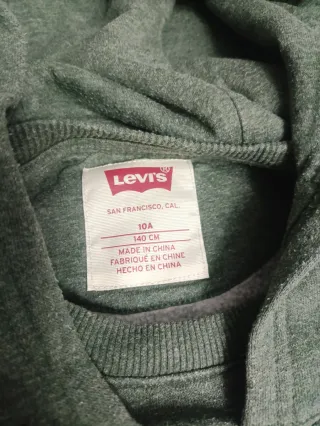 Levi's®
SAN FRANCISCO, CAL.
10A
140 CM
MADE IN CHINA
FABRIQUÉ EN CHINE
HECHO EN CHINA